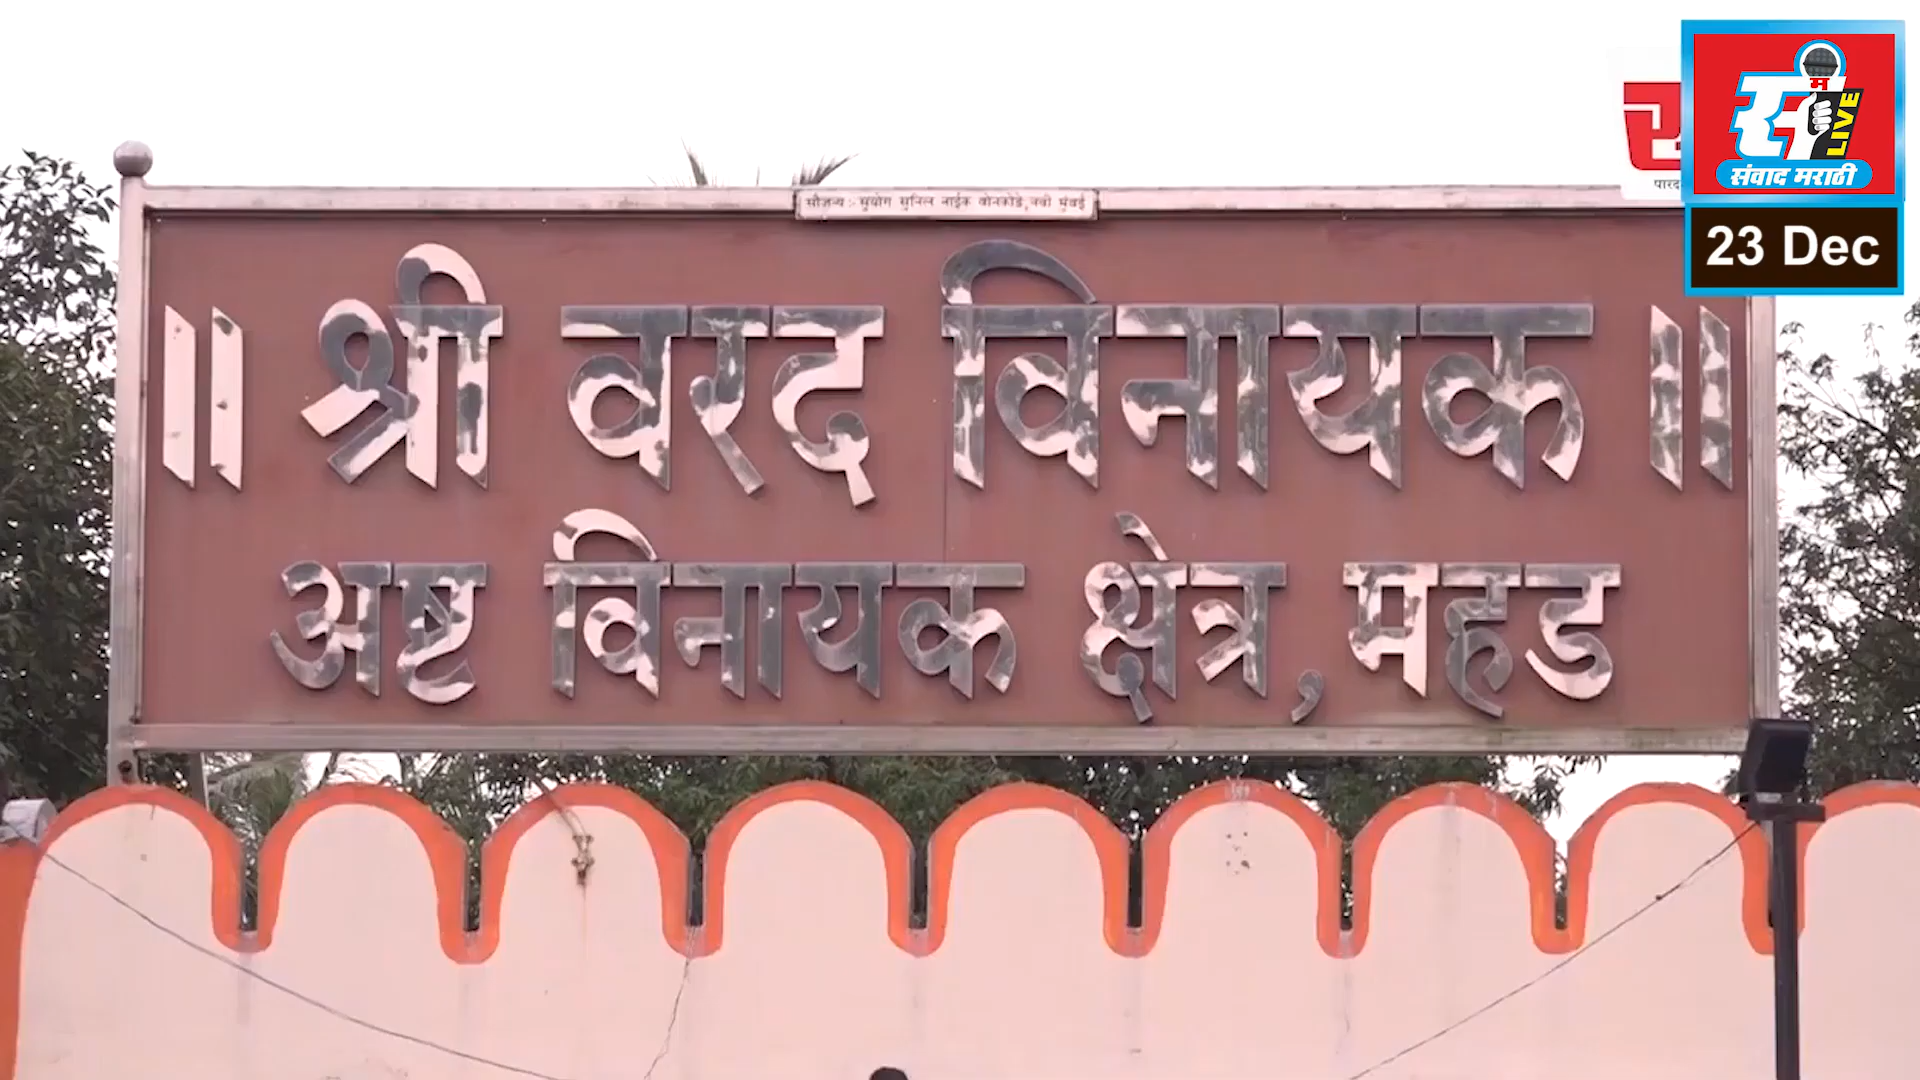 सौजन्य :- सुयोग सुनिल नाईक बोनकोडे, नवी मुंबई
॥ श्री वरद विनायक ॥
अष्ट विनायक क्षेत्र, महड
स
म
LIVE
संवाद मराठी
23 Dec